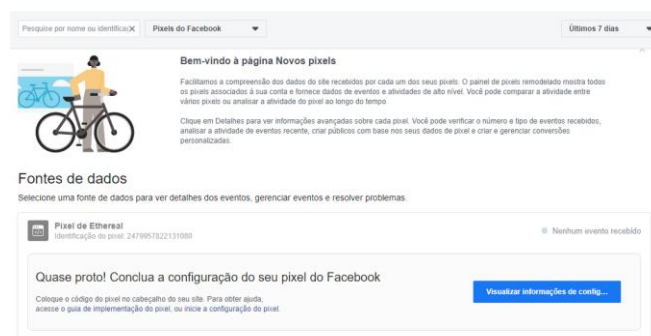 Pesquise por nome ou identificaç X Pixels do Facebook Últimos 7 dias
Bem-vindo à página Novos pixels
Facilitamos a compreensão dos dados do site recebidos por cada um dos seus pixels. O painel de pixels remodelado mostra todos
os pixels associados à sua conta e fornece dados de eventos e atividades de alto nível. Você pode comparar a atividade entre
vários pixels ou analisar a atividade do pixel ao longo do tempo.
Clique em Detalhes para ver informações avançadas sobre cada pixel. Você pode verificar o número e tipo de eventos recebidos,
analisar a atividade de eventos recente, criar públicos com base nos seus dados de pixel e criar e gerenciar conversões
personalizadas.
Fontes de dados
Selecione uma fonte de dados para ver detalhes dos eventos, gerenciar eventos e resolver problemas.
Pixel de Ethereal
Identificação do pixel: 2479957822131080
Nenhum evento recebido
Quase proto! Conclua a configuração do seu pixel do Facebook
Coloque o código do pixel no cabeçalho do seu site. Para obter ajuda,
acesse o guia de implementação do pixel, ou inicie a configuração do pixel.
Visualizar informações de config...